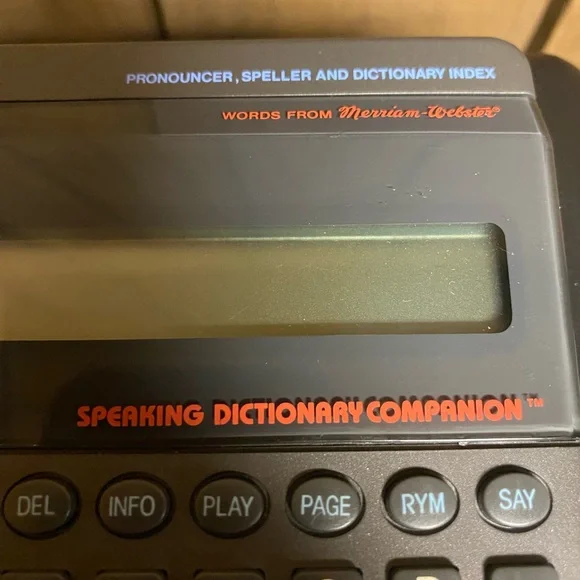 PRONOUNCER, SPELLER AND DICTIONARY INDEX
WORDS FROM Merriam-Webster®
SPEAKING DICTIONARY COMPANION™
DEL INFO PLAY PAGE RYM SAY